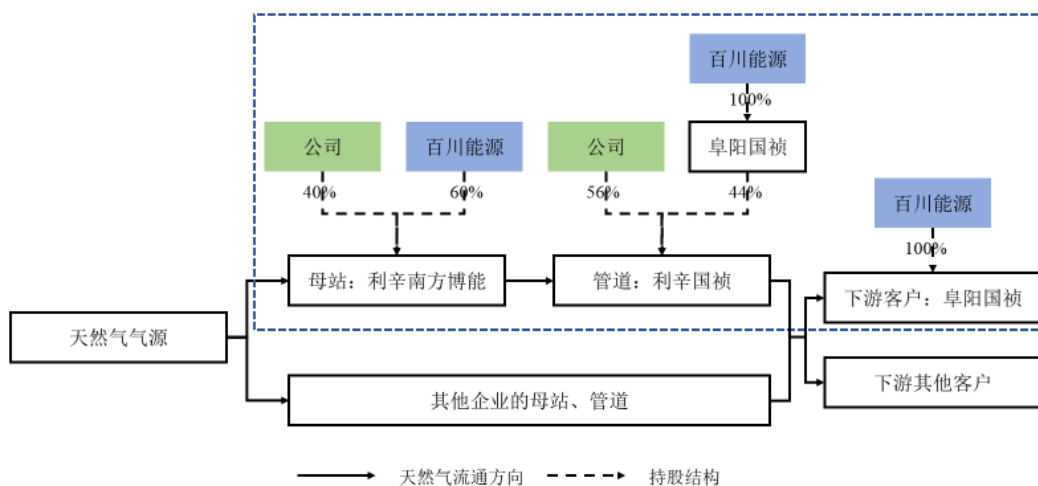 百川能源
100%
公司
百川能源
公司
阜阳国祯
40%
60%
56%
44%
百川能源
100%
母站：利辛南方博能
管道：利辛国祯
下游客户：阜阳国祯
天然气气源
下游其他客户
其他企业的母站、管道
天然气流通方向
持股结构